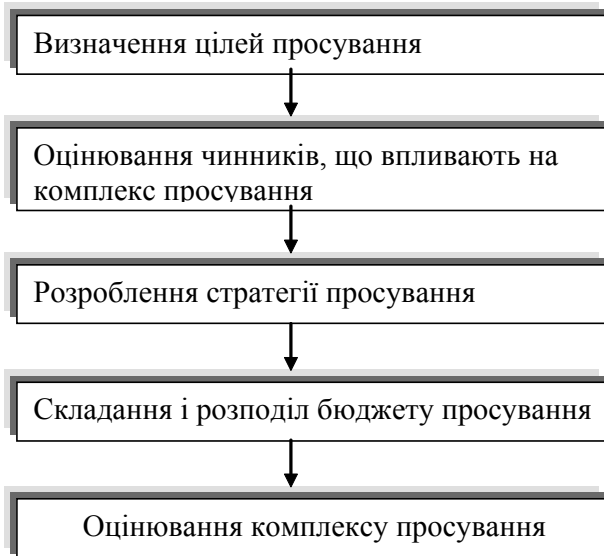 Визначення цілей просування
Оцінювання чинників, що впливають на
комплекс просування
Розроблення стратегії просування
Складання і розподіл бюджету просування
Оцінювання комплексу просування